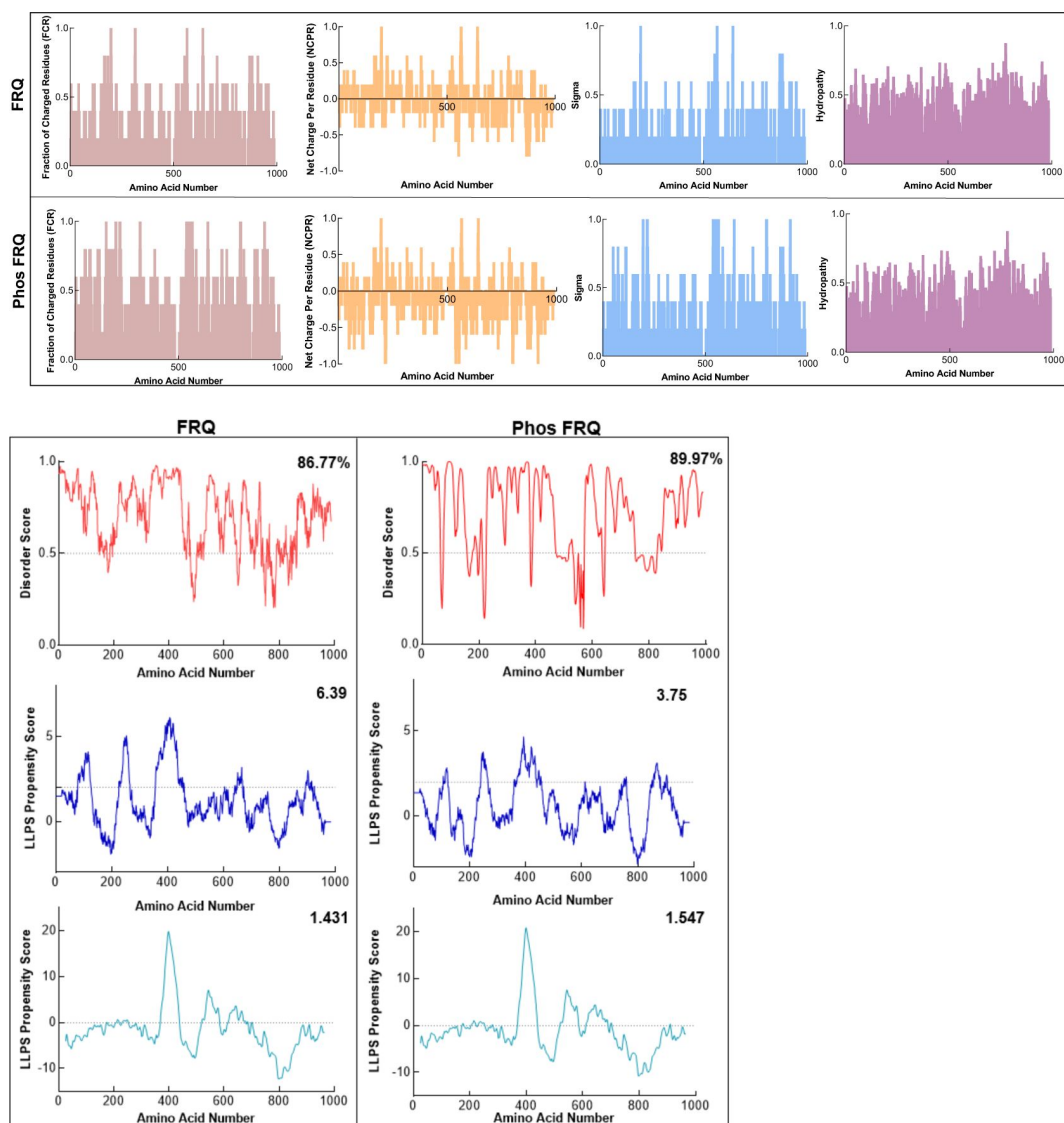 FRQ
Fraction of Charged Residues (FCR)
1.0
0.5
0.0
0
500
1000
Amino Acid Number
Net Charge Per Residue (NCPR)
1.0
0.5
0.0
-0.5
-1.0
500
1000
Amino Acid Number
Sigma
1.0
0.5
0.0
0
500
1000
Amino Acid Number
Hydropathy
1.0
0.5
0.0
0
500
1000
Amino Acid Number
Phos FRQ
Fraction of Charged Residues (FCR)
1.0
0.5
0.0
0
500
1000
Amino Acid Number
Net Charge Per Residue (NCPR)
1.0
0.5
0.0
-0.5
-1.0
500
1000
Amino Acid Number
Sigma
1.0
0.5
0.0
0
500
1000
Amino Acid Number
Hydropathy
1.0
0.5
0.0
0
500
1000
Amino Acid Number
FRQ
Phos FRQ
86.77%
Disorder Score
1.0
0.5
0.0
0 200 400 600 800 1000
Amino Acid Number
89.97%
Disorder Score
1.0
0.5
0.0
0 200 400 600 800 1000
Amino Acid Number
6.39
LLPS Propensity Score
5
0
0 200 400 600 800 1000
Amino Acid Number
3.75
LLPS Propensity Score
5
0
0 200 400 600 800 1000
Amino Acid Number
1.431
LLPS Propensity Score
20
10
0
-10
0 200 400 600 800 1000
Amino Acid Number
1.547
LLPS Propensity Score
20
10
0
-10
0 200 400 600 800 1000
Amino Acid Number